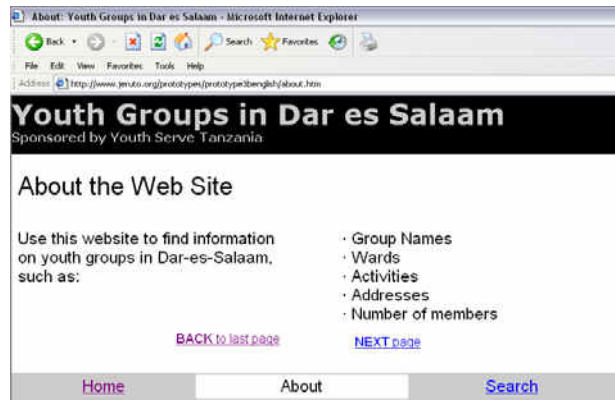 About: Youth Groups in Dar es Salaam - Microsoft Internet Explorer
Back Search Favorites
File Edit View Favorites Tools Help
Address http://www.jeruto.org/prototypes/prototype3benglish/about.htm
Youth Groups in Dar es Salaam
Sponsored by Youth Serve Tanzania
About the Web Site
Use this website to find information
on youth groups in Dar-es-Salaam,
such as:
· Group Names
· Wards
· Activities
· Addresses
· Number of members
BACK to last page NEXT page
Home About Search